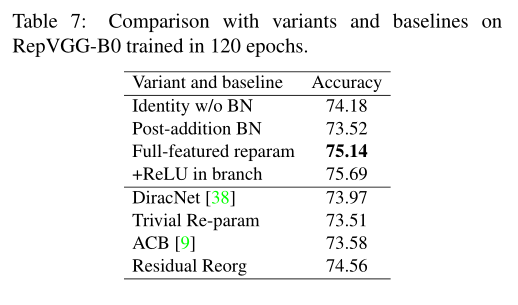 Table 7: Comparison with variants and baselines on
RepVGG-B0 trained in 120 epochs.
Variant and baseline Accuracy
Identity w/o BN 74.18
Post-addition BN 73.52
Full-featured reparam 75.14
+ReLU in branch 75.69
DiracNet [38] 73.97
Trivial Re-param 73.51
ACB [9] 73.58
Residual Reorg 74.56